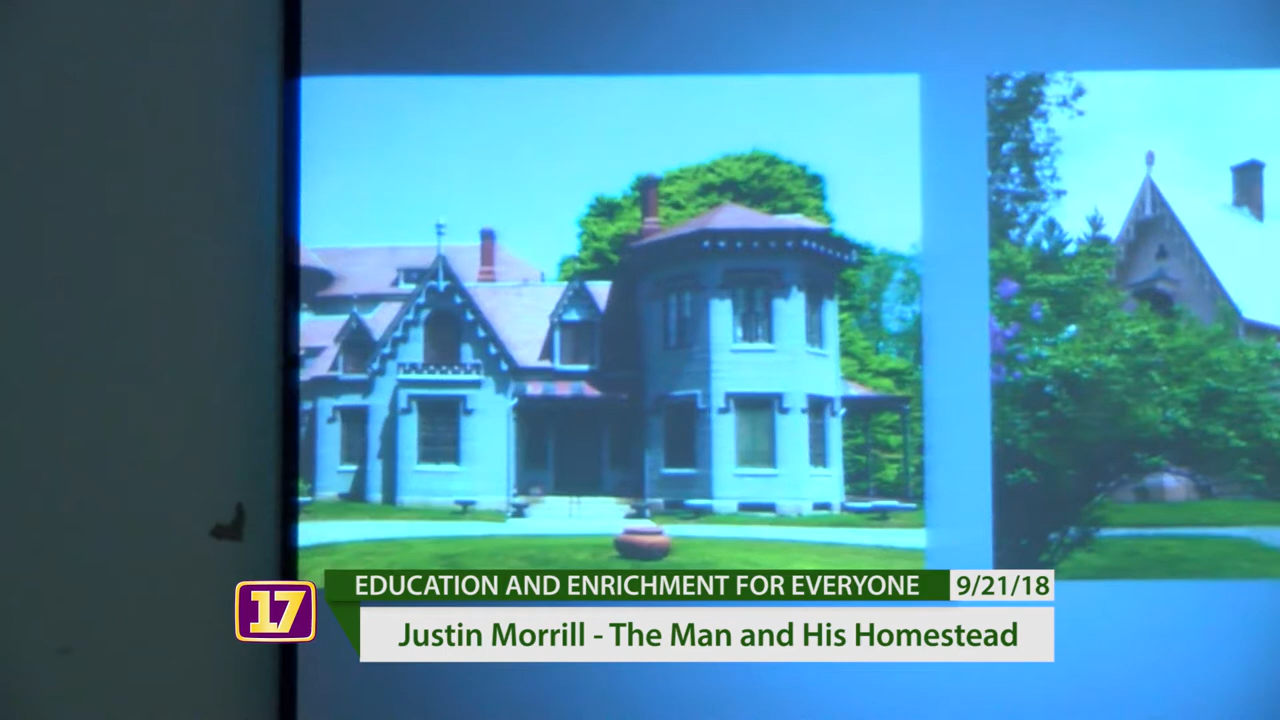 EDUCATION AND ENRICHMENT FOR EVERYONE 9/21/18
17
Justin Morrill - The Man and His Homestead